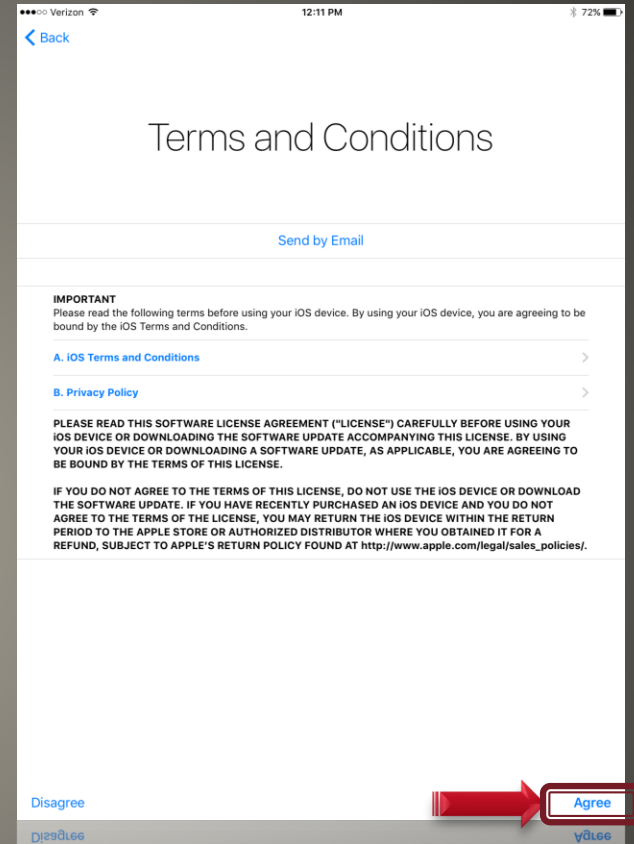 Verizon 12:11 PM 72%
Back
Terms and Conditions
Send by Email
IMPORTANT
Please read the following terms before using your iOS device. By using your iOS device, you are agreeing to be
bound by the iOS Terms and Conditions.
A. iOS Terms and Conditions
B. Privacy Policy
PLEASE READ THIS SOFTWARE LICENSE AGREEMENT ("LICENSE") CAREFULLY BEFORE USING YOUR
iOS DEVICE OR DOWNLOADING THE SOFTWARE UPDATE ACCOMPANYING THIS LICENSE. BY USING
YOUR iOS DEVICE OR DOWNLOADING A SOFTWARE UPDATE, AS APPLICABLE, YOU ARE AGREEING TO
BE BOUND BY THE TERMS OF THIS LICENSE.
IF YOU DO NOT AGREE TO THE TERMS OF THIS LICENSE, DO NOT USE THE iOS DEVICE OR DOWNLOAD
THE SOFTWARE UPDATE. IF YOU HAVE RECENTLY PURCHASED AN iOS DEVICE AND YOU DO NOT
AGREE TO THE TERMS OF THE LICENSE, YOU MAY RETURN THE iOS DEVICE WITHIN THE RETURN
PERIOD TO THE APPLE STORE OR AUTHORIZED DISTRIBUTOR WHERE YOU OBTAINED IT FOR A
REFUND, SUBJECT TO APPLE'S RETURN POLICY FOUND AT http://www.apple.com/legal/sales_policies/.
Disagree Agree